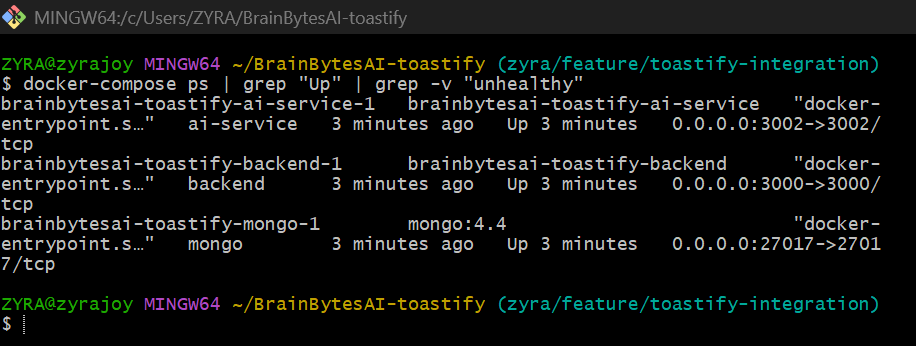 MINGW64:/c/Users/ZYRA/BrainBytesAI-toastify
ZYRA@zyrajoy MINGW64 ~/BrainBytesAI-toastify (zyra/feature/toastify-integration)
$ docker-compose ps | grep "Up" | grep -v "unhealthy"
brainbytesai-toastify-ai-service-1   brainbytesai-toastify-ai-service   "docker-
entrypoint.s…"   ai-service   3 minutes ago   Up 3 minutes   0.0.0.0:3002->3002/
tcp
brainbytesai-toastify-backend-1      brainbytesai-toastify-backend      "docker-
entrypoint.s…"   backend      3 minutes ago   Up 3 minutes   0.0.0.0:3000->3000/
tcp
brainbytesai-toastify-mongo-1        mongo:4.4                          "docker-
entrypoint.s…"   mongo        3 minutes ago   Up 3 minutes   0.0.0.0:27017->2701
7/tcp
ZYRA@zyrajoy MINGW64 ~/BrainBytesAI-toastify (zyra/feature/toastify-integration)
$